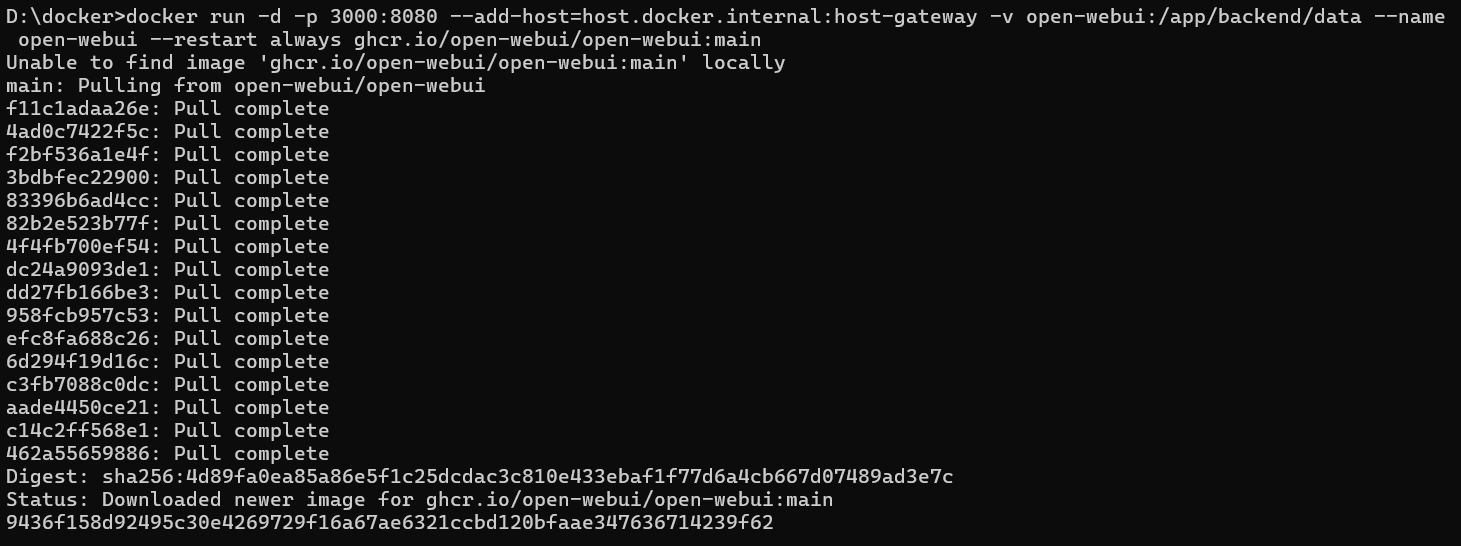 D:\docker>docker run -d -p 3000:8080 --add-host=host.docker.internal:host-gateway -v open-webui:/app/backend/data --name
open-webui --restart always ghcr.io/open-webui/open-webui:main
Unable to find image 'ghcr.io/open-webui/open-webui:main' locally
main: Pulling from open-webui/open-webui
f11c1adaa26e: Pull complete
4ad0c7422f5c: Pull complete
f2bf536a1e4f: Pull complete
3bdbfec22900: Pull complete
83396b6ad4cc: Pull complete
82b2e523b77f: Pull complete
4f4fb700ef54: Pull complete
dc24a9093de1: Pull complete
dd27fb166be3: Pull complete
958fcb957c53: Pull complete
efc8fa688c26: Pull complete
6d294f19d16c: Pull complete
c3fb7088c0dc: Pull complete
aade4450ce21: Pull complete
c14c2ff568e1: Pull complete
462a55659886: Pull complete
Digest: sha256:4d89fa0ea85a86e5f1c25dcdac3c810e433ebaf1f77d6a4cb667d07489ad3e7c
Status: Downloaded newer image for ghcr.io/open-webui/open-webui:main
9436f158d92495c30e4269729f16a67ae6321ccbd120bfaae347636714239f62